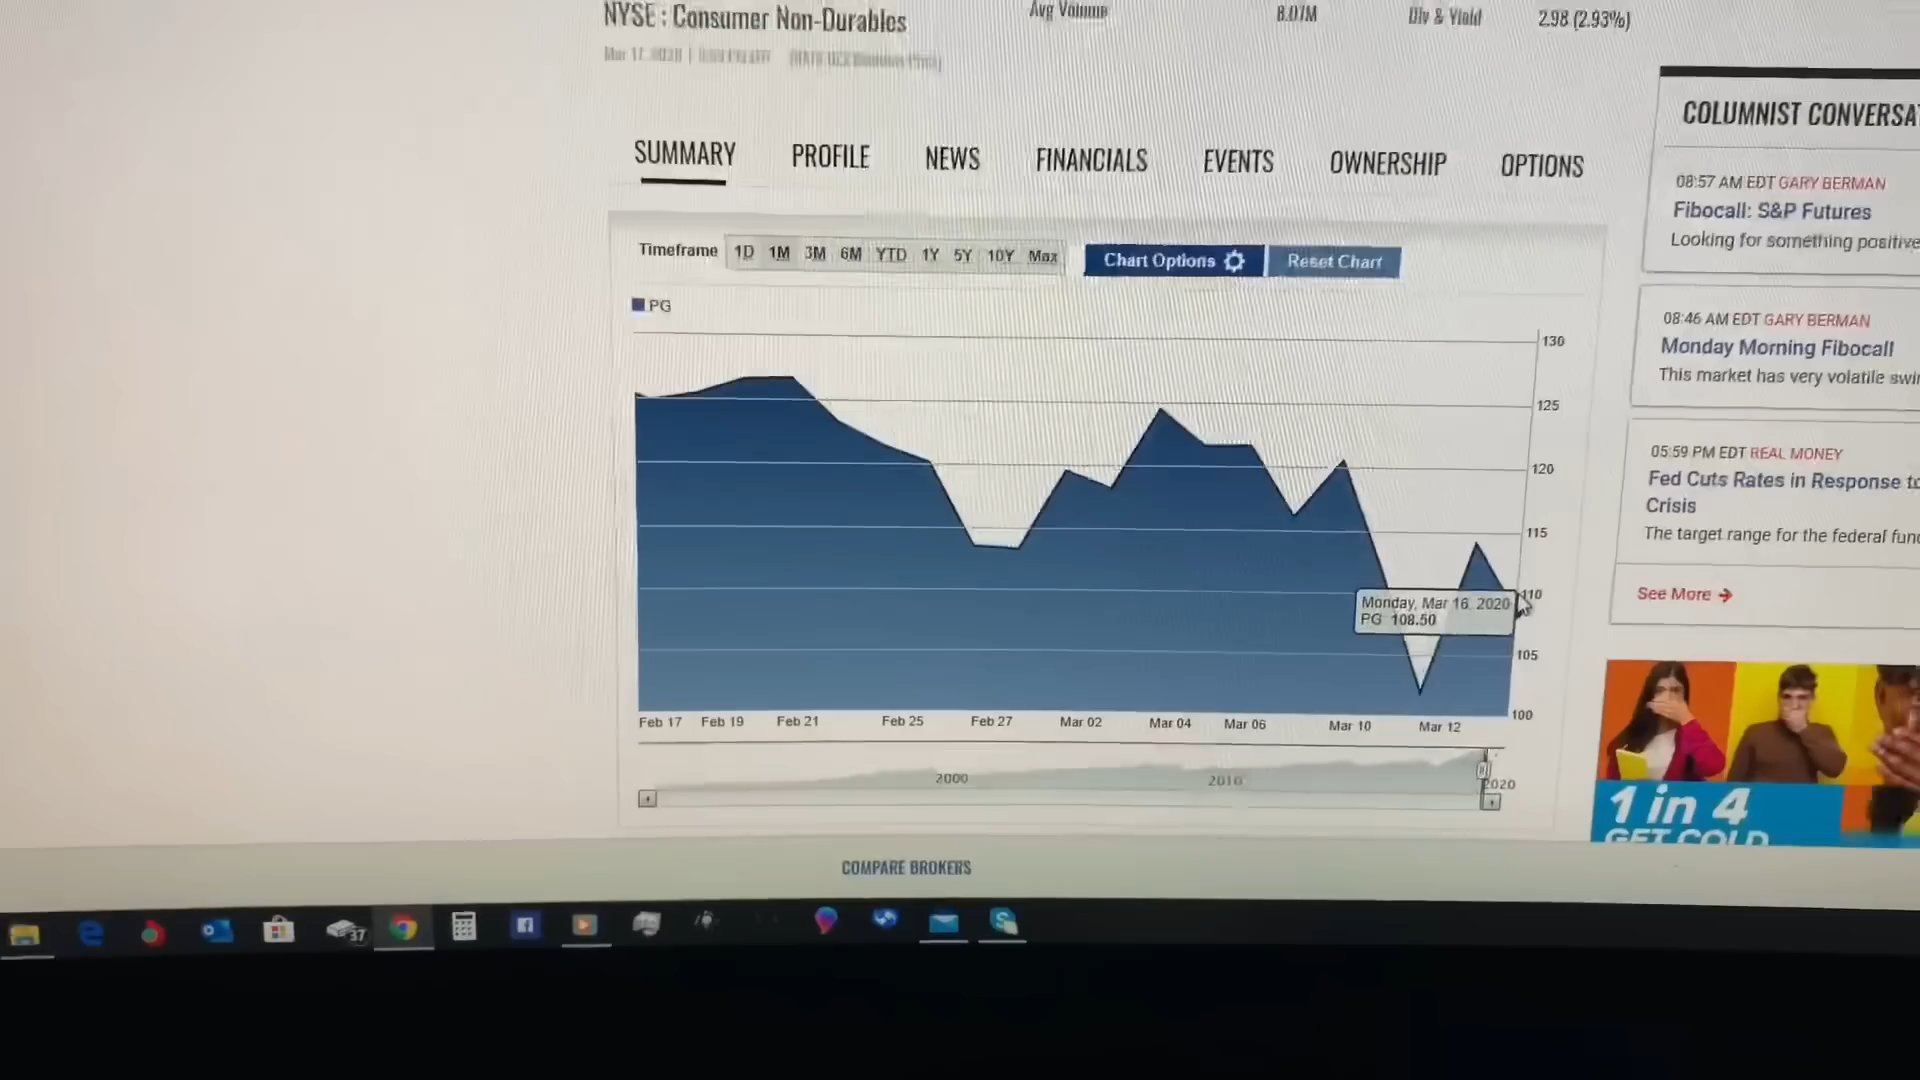 NYSE : Consumer Non-Durables
Avg Volume
8.07M
Div & Yield
2.98 (2.93%)
SUMMARY
PROFILE
NEWS
FINANCIALS
EVENTS
OWNERSHIP
OPTIONS
Timeframe
1D 1M 3M 6M YTD 1Y 5Y 10Y Max
Chart Options
Reset Chart
PG
130
125
120
115
110
105
100
Monday, Mar 16, 2020
PG 108.50
Feb 17
Feb 19
Feb 21
Feb 25
Feb 27
Mar 02
Mar 04
Mar 06
Mar 10
Mar 12
2000
2010
2020
COLUMNIST CONVERSA
08:57 AM EDT GARY BERMAN
Fibocall: S&P Futures
Looking for something positive
08:46 AM EDT GARY BERMAN
Monday Morning Fibocall
This market has very volatile swi
05:59 PM EDT REAL MONEY
Fed Cuts Rates in Response to
Crisis
The target range for the federal fun
See More
1 in 4
GET COLD
COMPARE BROKERS
37